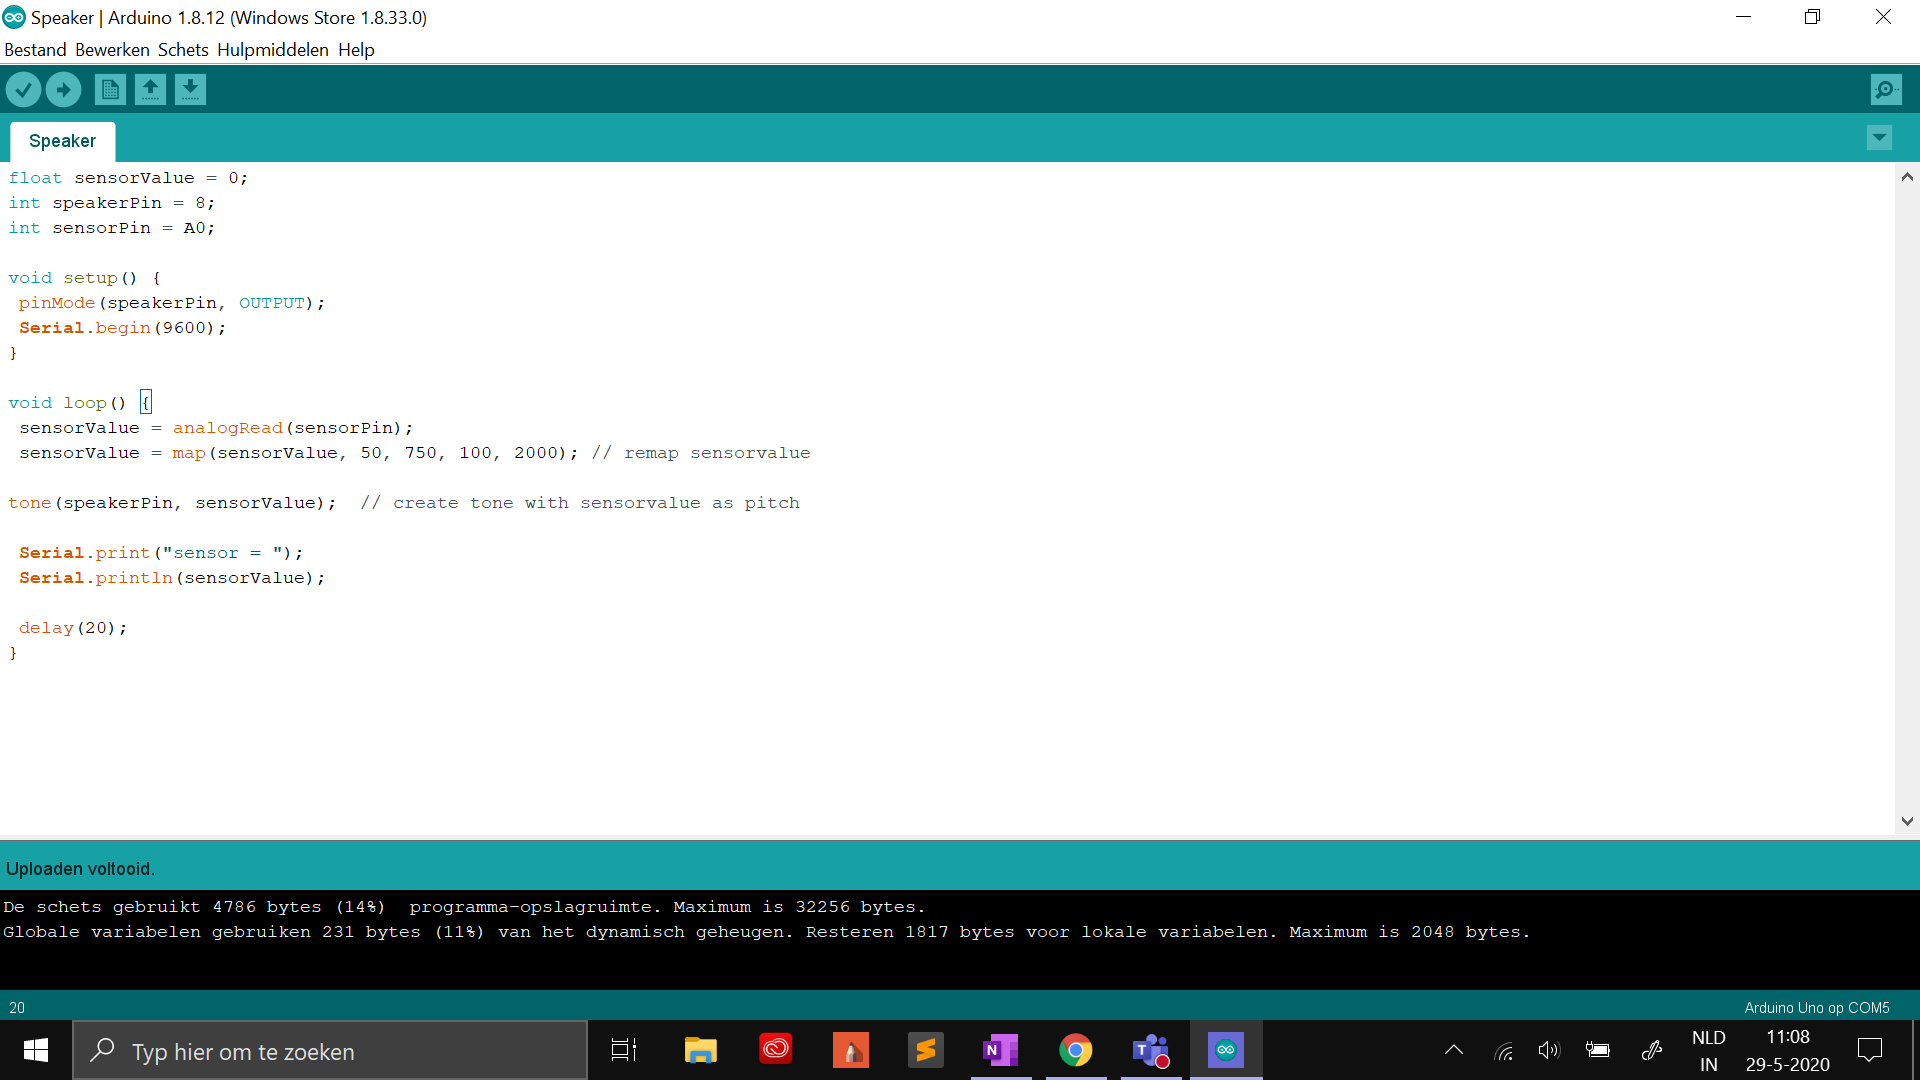 Speaker | Arduino 1.8.12 (Windows Store 1.8.33.0)
Bestand Bewerken Schets Hulpmiddelen Help
Speaker
float sensorValue = 0;
int speakerPin = 8;
int sensorPin = A0;
void setup() {
pinMode(speakerPin, OUTPUT);
Serial.begin(9600);
}
void loop() {
sensorValue = analogRead(sensorPin);
sensorValue = map(sensorValue, 50, 750, 100, 2000); // remap sensorvalue
tone(speakerPin, sensorValue);  // create tone with sensorvalue as pitch
Serial.print("sensor = ");
Serial.println(sensorValue);
delay(20);
}
Uploaden voltooid.
De schets gebruikt 4786 bytes (14%)  programma-opslagruimte. Maximum is 32256 bytes.
Globale variabelen gebruiken 231 bytes (11%) van het dynamisch geheugen. Resteren 1817 bytes voor lokale variabelen. Maximum is 2048 bytes.
20
Arduino Uno op COM5
Typ hier om te zoeken
NLD
IN
11:08
29-5-2020